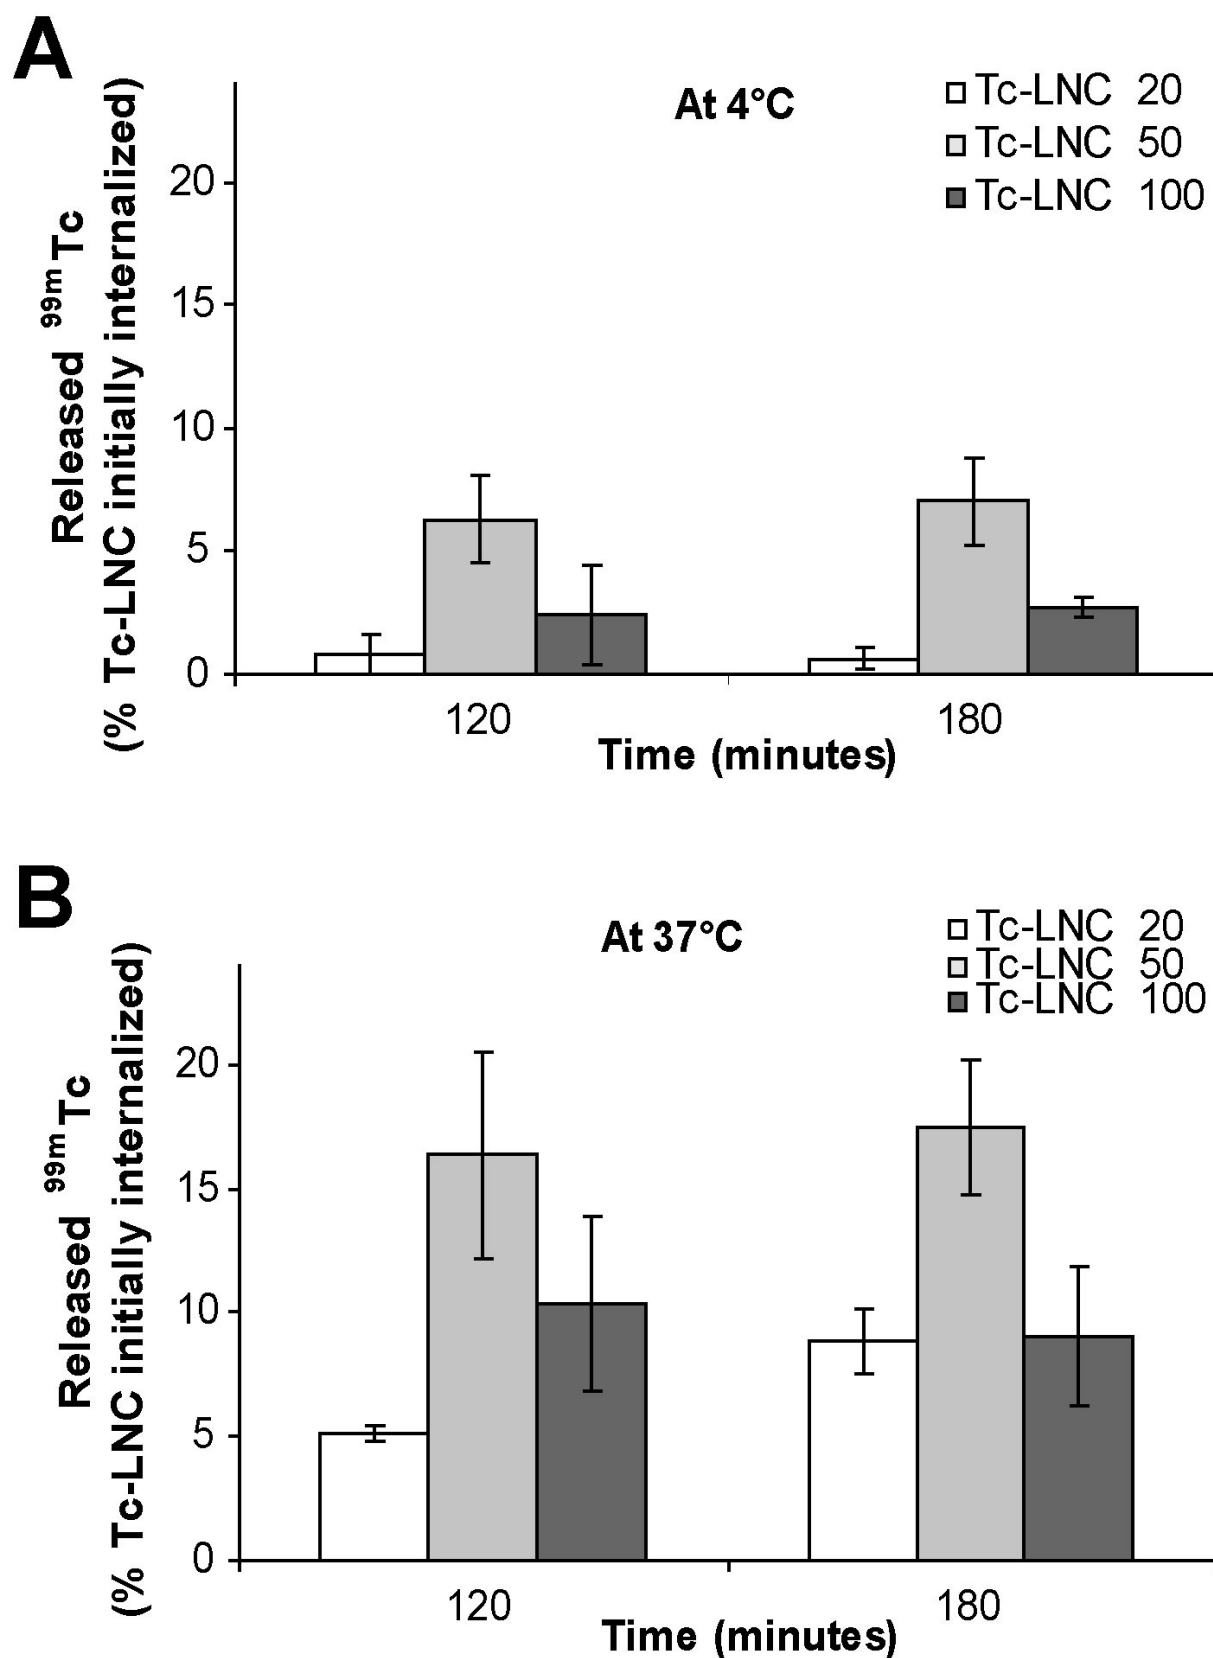 A
At 4°C
Tc-LNC 20
Tc-LNC 50
Tc-LNC 100
Released ⁹⁹ᵐTc
(% Tc-LNC initially internalized)
20
15
10
5
0
120
180
Time (minutes)
B
At 37°C
Tc-LNC 20
Tc-LNC 50
Tc-LNC 100
Released ⁹⁹ᵐTc
(% Tc-LNC initially internalized)
20
15
10
5
0
120
180
Time (minutes)